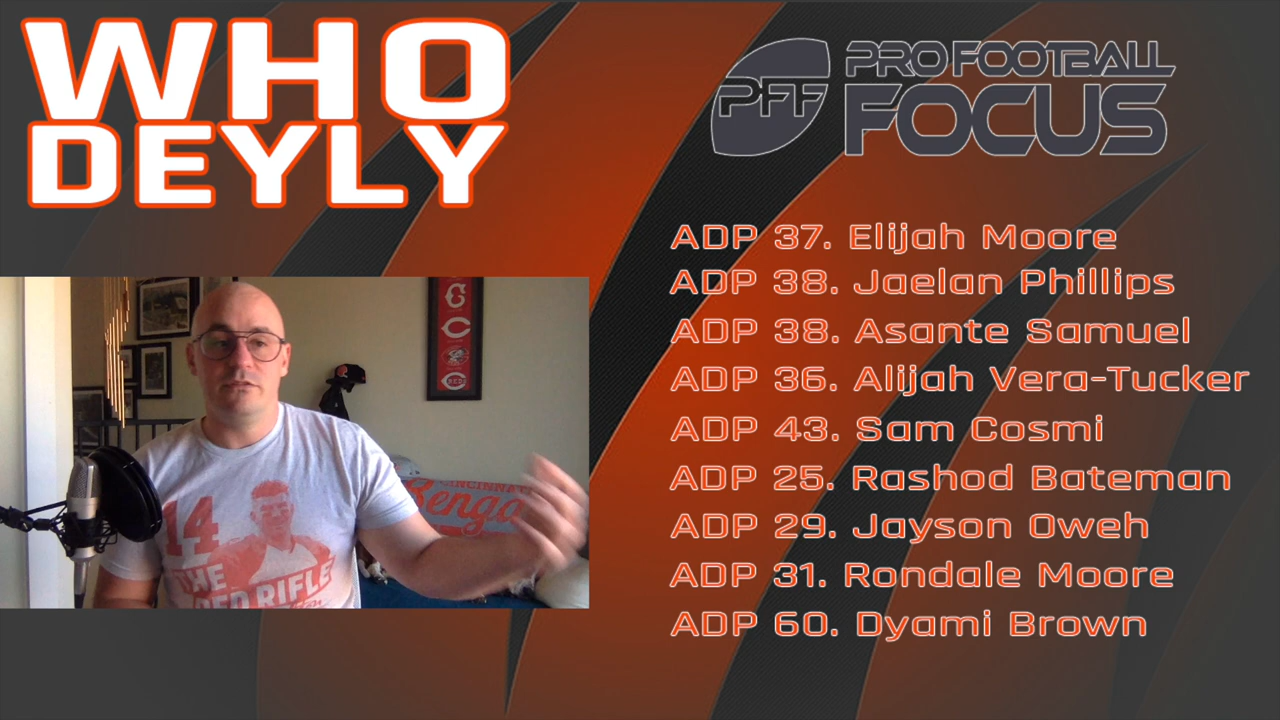 WHO
DEYLY
PFF
PRO FOOTBALL
FOCUS
ADP 37. Elijah Moore
ADP 38. Jaelan Phillips
ADP 38. Asante Samuel
ADP 36. Alijah Vera-Tucker
ADP 43. Sam Cosmi
ADP 25. Rashod Bateman
ADP 29. Jayson Oweh
ADP 31. Rondale Moore
ADP 60. Dyami Brown
REDS
CINCINNATI
Bengals
14
THE
RED RIFLE